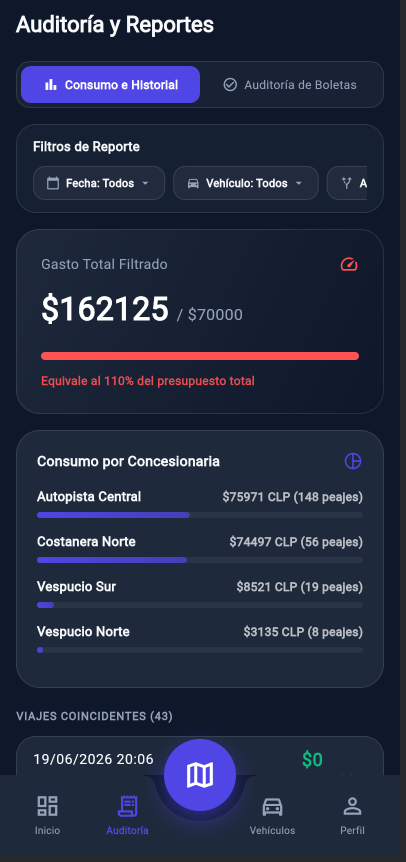 Auditoría y Reportes
Consumo e Historial
Auditoría de Boletas
Filtros de Reporte
Fecha: Todos
Vehículo: Todos
A
Gasto Total Filtrado
$162125 / $70000
Equivale al 110% del presupuesto total
Consumo por Concesionaria
Autopista Central $75971 CLP (148 peajes)
Costanera Norte $74497 CLP (56 peajes)
Vespucio Sur $8521 CLP (19 peajes)
Vespucio Norte $3135 CLP (8 peajes)
VIAJES COINCIDENTES (43)
19/06/2026 20:06 $0
Inicio
Auditoría
Vehículos
Perfil